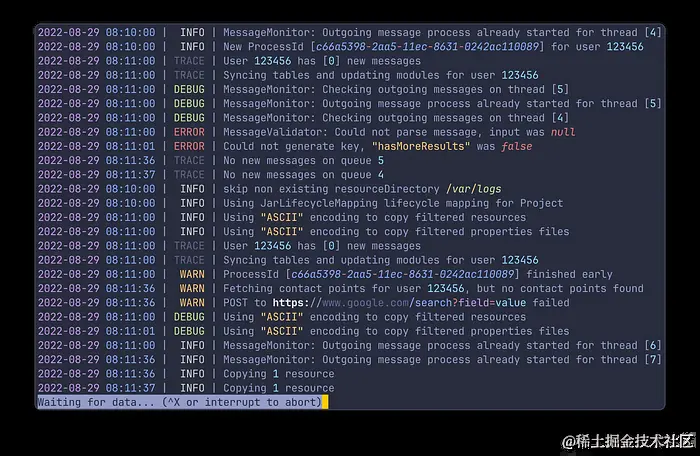 2022-08-29 08:10:00 |  INFO | MessageMonitor: Outgoing message process already started for thread [4]
2022-08-29 08:10:00 |  INFO | New ProcessId [c66a5398-2aa5-11ec-8631-0242ac110089] for user 123456
2022-08-29 08:11:00 | TRACE | User 123456 has [0] new messages
2022-08-29 08:11:00 | TRACE | Syncing tables and updating modules for user 123456
2022-08-29 08:11:00 | DEBUG | MessageMonitor: Checking outgoing messages on thread [5]
2022-08-29 08:11:00 | DEBUG | MessageMonitor: Outgoing message process already started for thread [5]
2022-08-29 08:11:00 | DEBUG | MessageMonitor: Checking outgoing messages on thread [4]
2022-08-29 08:11:00 | ERROR | MessageValidator: Could not parse message, input was null
2022-08-29 08:11:01 | ERROR | Could not generate key, "hasMoreResults" was false
2022-08-29 08:11:36 | TRACE | No new messages on queue 5
2022-08-29 08:11:37 | TRACE | No new messages on queue 4
2022-08-29 08:10:00 |  INFO | skip non existing resourceDirectory /var/logs
2022-08-29 08:10:00 |  INFO | Using JarLifecycleMapping lifecycle mapping for Project
2022-08-29 08:11:00 |  INFO | Using "ASCII" encoding to copy filtered resources
2022-08-29 08:11:00 |  INFO | Using "ASCII" encoding to copy filtered properties files
2022-08-29 08:11:00 | TRACE | User 123456 has [0] new messages
2022-08-29 08:11:00 | TRACE | Syncing tables and updating modules for user 123456
2022-08-29 08:11:00 |  WARN | ProcessId [c66a5398-2aa5-11ec-8631-0242ac110089] finished early
2022-08-29 08:11:36 |  WARN | Fetching contact points for user 123456, but no contact points found
2022-08-29 08:11:36 |  WARN | POST to https://www.google.com/search?field=value failed
2022-08-29 08:11:00 | DEBUG | Using "ASCII" encoding to copy filtered resources
2022-08-29 08:11:01 | DEBUG | Using "ASCII" encoding to copy filtered properties files
2022-08-29 08:11:36 |  INFO | MessageMonitor: Outgoing message process already started for thread [6]
2022-08-29 08:11:36 |  INFO | MessageMonitor: Outgoing message process already started for thread [7]
2022-08-29 08:11:36 |  INFO | Copying 1 resource
2022-08-29 08:11:37 |  INFO | Copying 1 resource
Waiting for data... (^X or interrupt to abort)
@稀土掘金技术社区